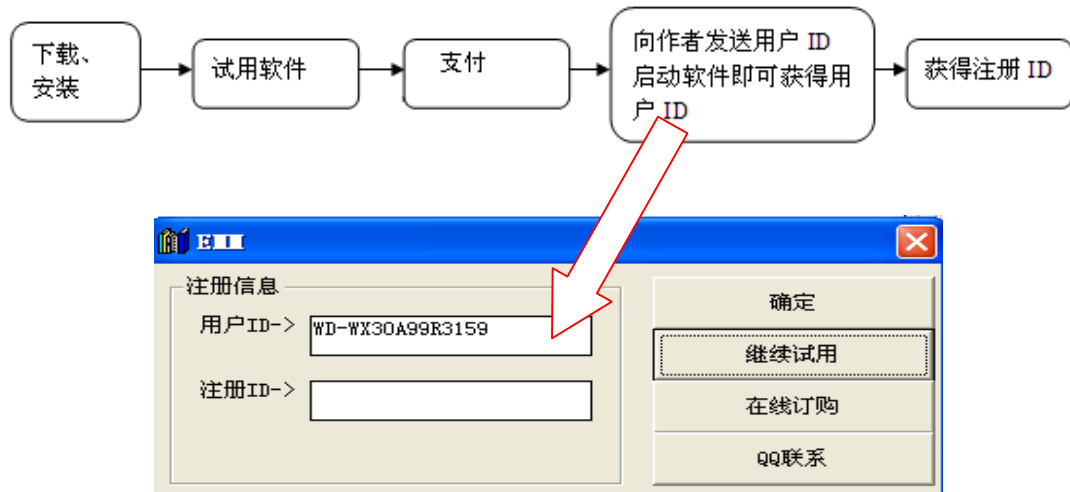 下载、
安装
试用软件
支付
向作者发送用户 ID
启动软件即可获得用
户 ID
获得注册 ID
注册信息
用户ID->
WD-WX30A99R3159
注册ID->
确定
继续试用
在线订购
QQ联系